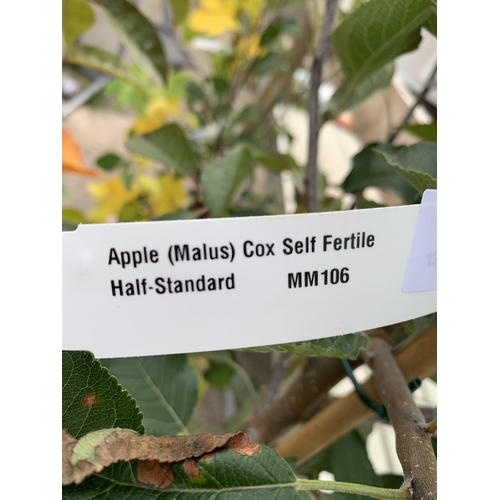 Apple (Malus) Cox Self Fertile
Half-Standard MM106